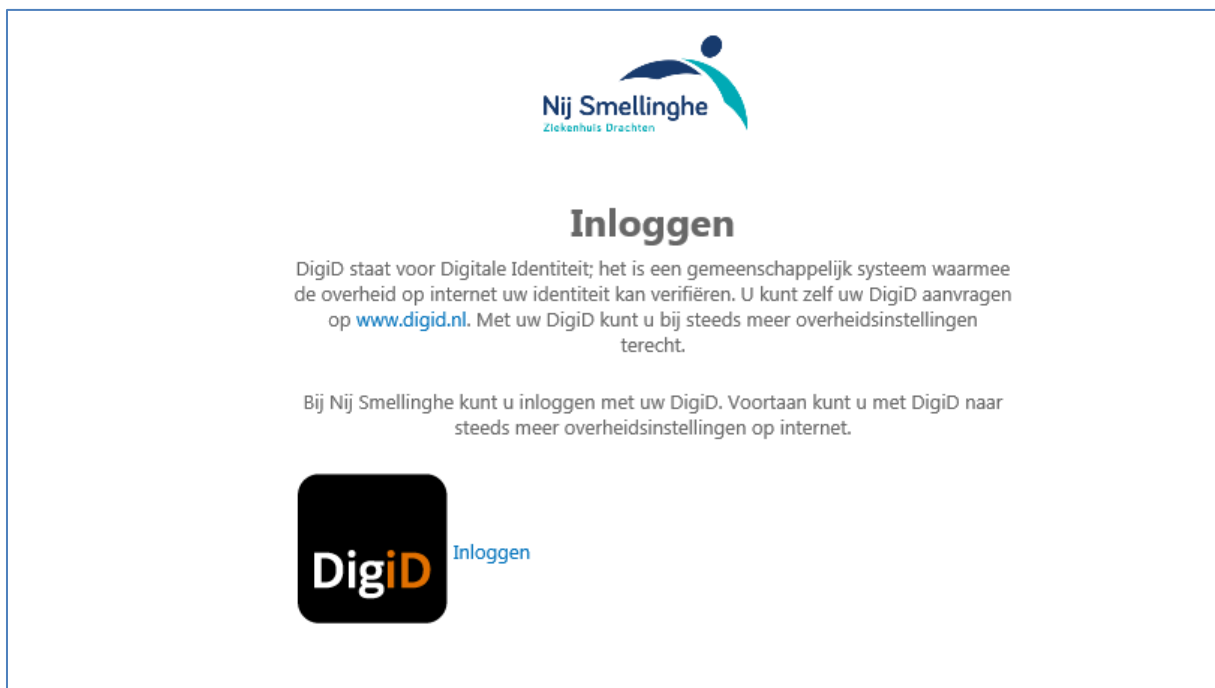 Nij Smellinghe
Ziekenhuis Drachten
Inloggen
DigiD staat voor Digitale Identiteit; het is een gemeenschappelijk systeem waarmee
de overheid op internet uw identiteit kan verifiëren. U kunt zelf uw DigiD aanvragen
op www.digid.nl. Met uw DigiD kunt u bij steeds meer overheidsinstellingen
terecht.
Bij Nij Smellinghe kunt u inloggen met uw DigiD. Voortaan kunt u met DigiD naar
steeds meer overheidsinstellingen op internet.
DigiD
Inloggen